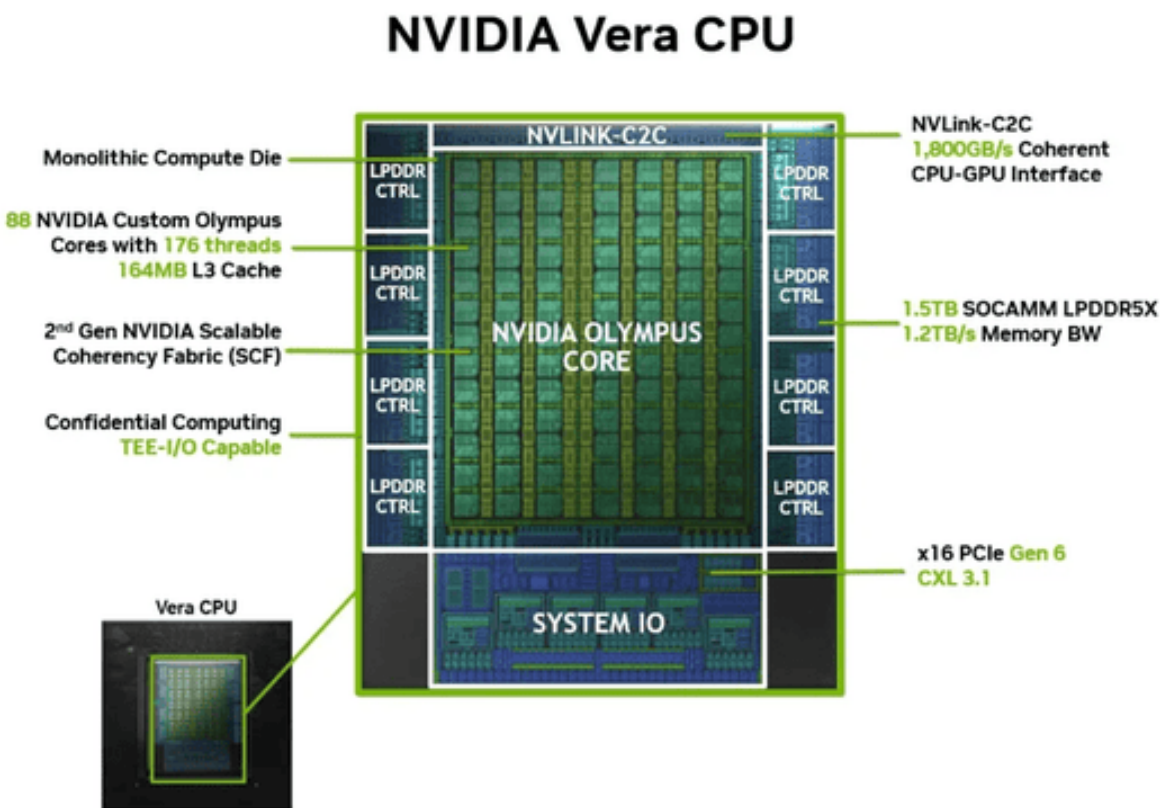 NVIDIA Vera CPU
Monolithic Compute Die
88 NVIDIA Custom Olympus
Cores with 176 threads
164MB L3 Cache
2nd Gen NVIDIA Scalable
Coherency Fabric (SCF)
Confidential Computing
TEE-I/O Capable
Vera CPU
NVLINK-C2C
LPDDR
CTRL
LPDDR
CTRL
LPDDR
CTRL
LPDDR
CTRL
NVIDIA OLYMPUS
CORE
SYSTEM IO
LPDDR
CTRL
LPDDR
CTRL
LPDDR
CTRL
LPDDR
CTRL
NVLink-C2C
1,800GB/s Coherent
CPU-GPU Interface
1.5TB SOCAMM LPDDR5X
1.2TB/s Memory BW
x16 PCIe Gen 6
CXL 3.1